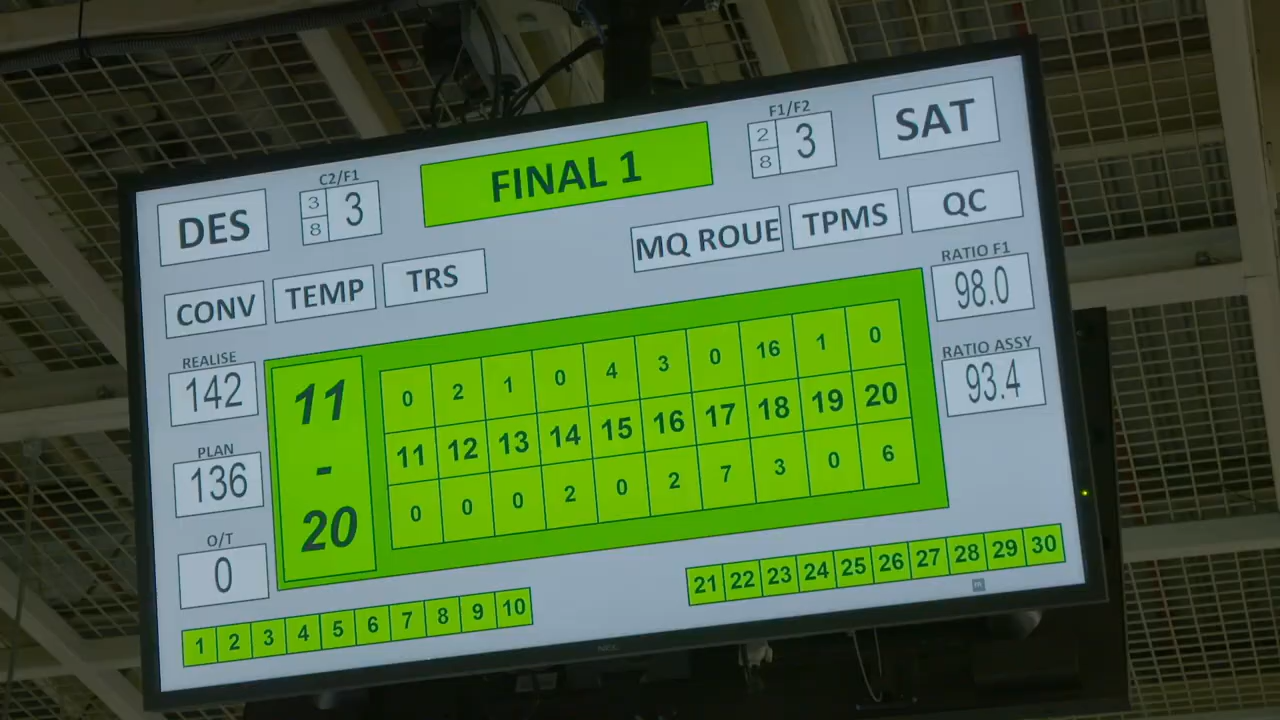 C2/F1
F1/F2
DES
3
8
3
FINAL 1
2
8
3
SAT
CONV
TEMP
TRS
MQ ROUE
TPMS
QC
REALISE
142
PLAN
136
O/T
0
11
-
20
0 2 1 0 4 3 0 16 1 0
11 12 13 14 15 16 17 18 19 20
0 0 0 2 0 2 7 3 0 6
RATIO F1
98.0
RATIO ASSY
93.4
1 2 3 4 5 6 7 8 9 10
21 22 23 24 25 26 27 28 29 30
NEC